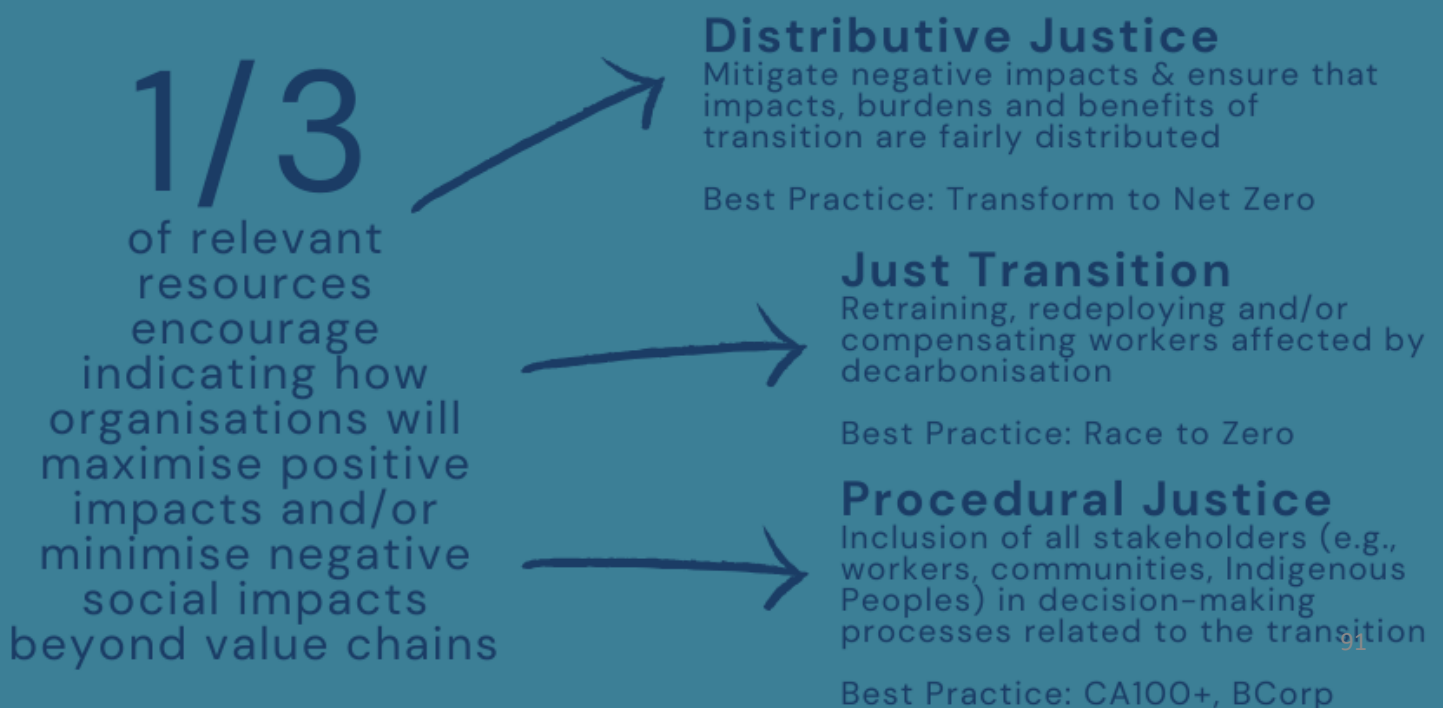 1/3
of relevant
resources
encourage
indicating how
organisations will
maximise positive
impacts and/or
minimise negative
social impacts
beyond value chains
Distributive Justice
Mitigate negative impacts & ensure that
impacts, burdens and benefits of
transition are fairly distributed
Best Practice: Transform to Net Zero
Just Transition
Retraining, redeploying and/or
compensating workers affected by
decarbonisation
Best Practice: Race to Zero
Procedural Justice
Inclusion of all stakeholders (e.g.,
workers, communities, Indigenous
Peoples) in decision-making
processes related to the transition
91
Best Practice: CA100+, BCorp